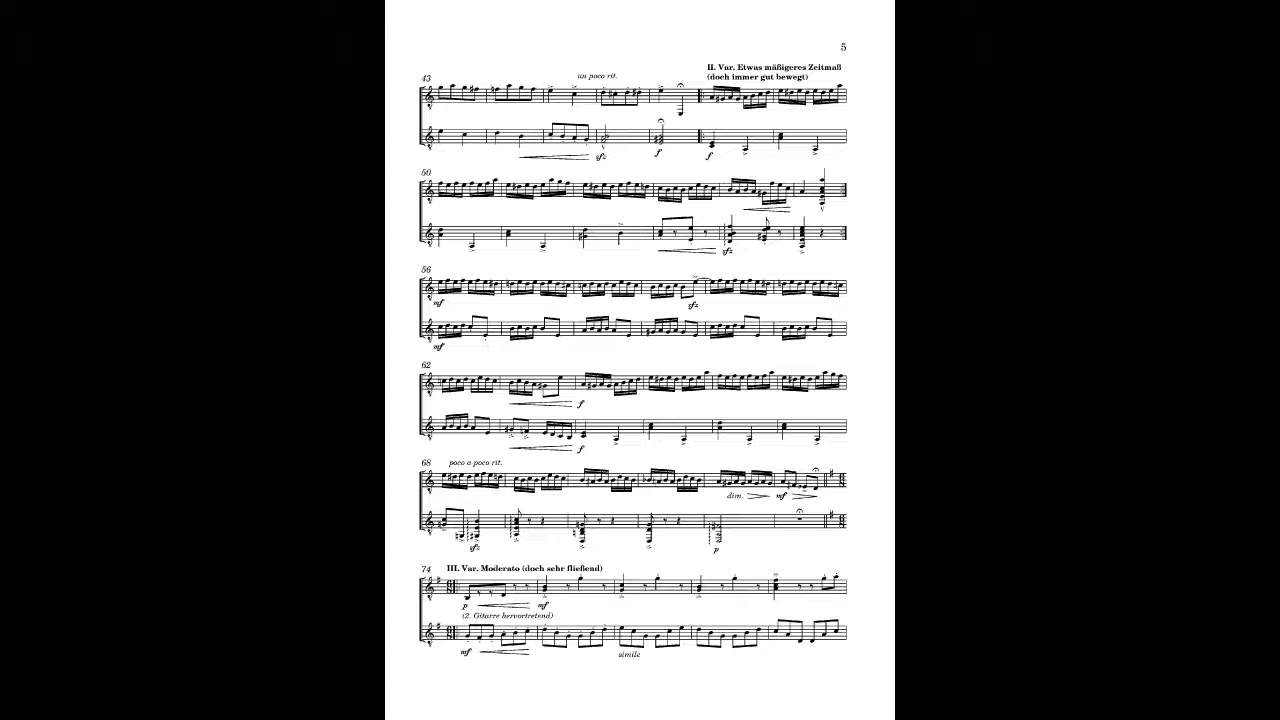 5
II. Var. Etwas mäßigeres Zeitmaß
(doch immer gut bewegt)
un poco rit.
43
sfz
f
f
50
sfz
56
mf
sfz
mf
62
f
f
68
poco a poco rit.
dim.
mf
sfz
p
74
III. Var. Moderato (doch sehr fließend)
p
mf
(2. Gitarre hervortretend)
mf
simile